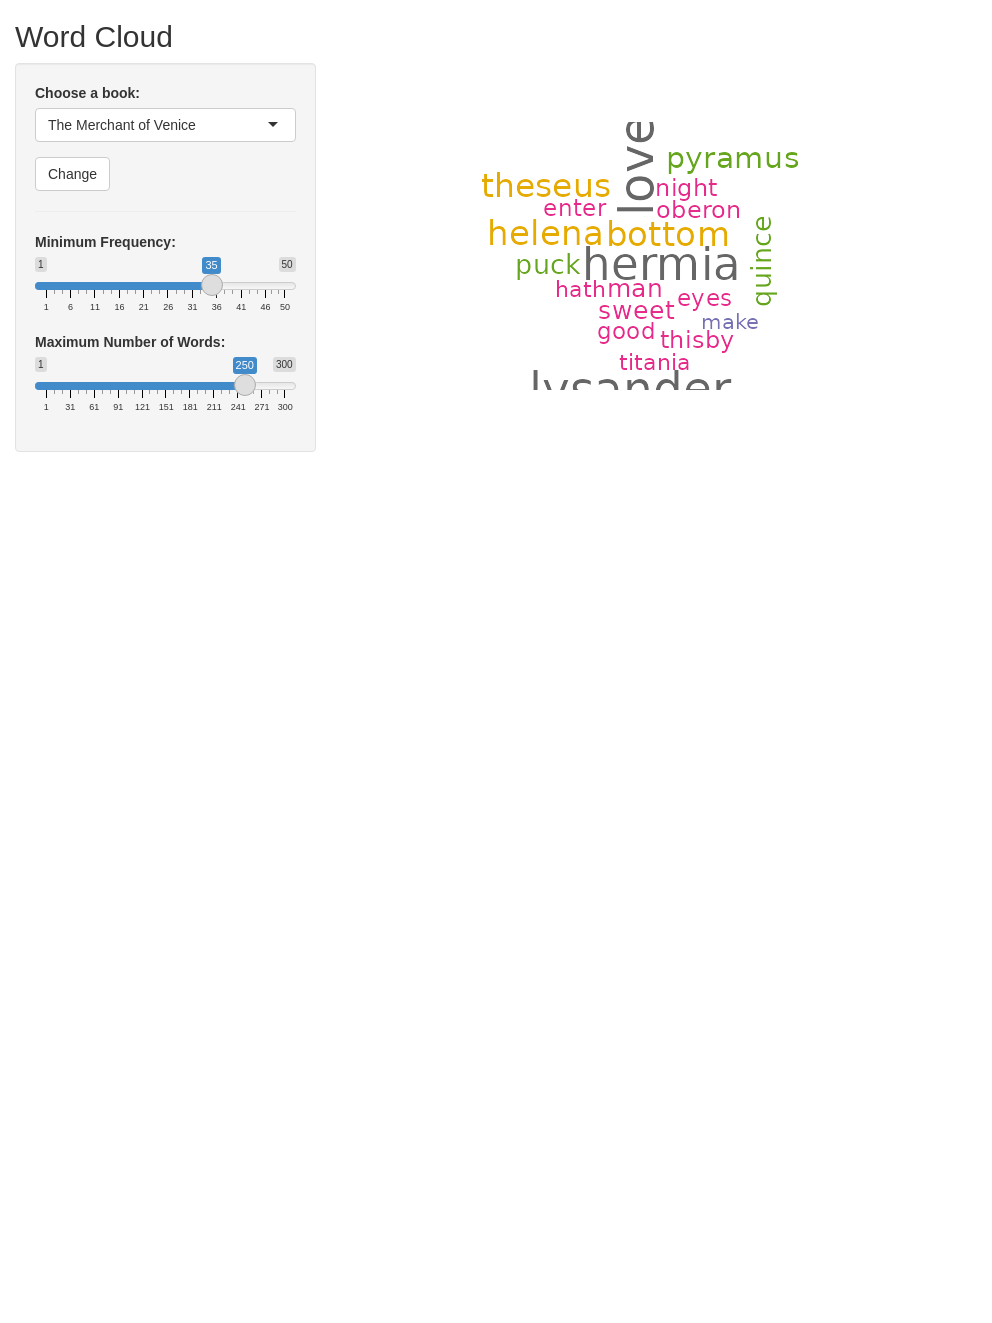 Word Cloud
Choose a book:
The Merchant of Venice
Change
Minimum Frequency:
1 35 50
1 6 11 16 21 26 31 36 41 46 50
Maximum Number of Words:
1 250 300
1 31 61 91 121 151 181 211 241 271 300
love
pyramus
theseus
night
enter
oberon
helena
bottom
quince
puck
hermia
hath
man
eyes
sweet
make
good
thisby
titania
lysander